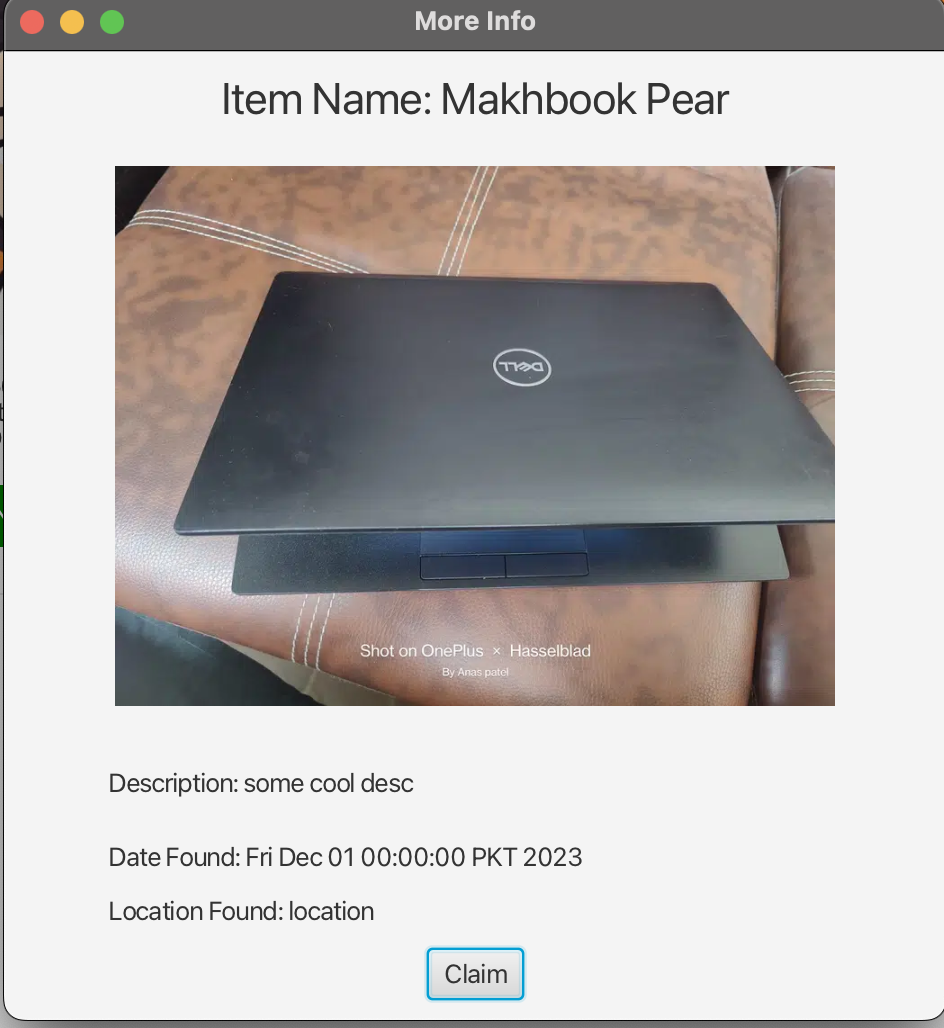 More Info
Item Name: Makhbook Pear
DELL
Shot on OnePlus × Hasselblad
By Anas patel
Description: some cool desc
Date Found: Fri Dec 01 00:00:00 PKT 2023
Location Found: location
Claim